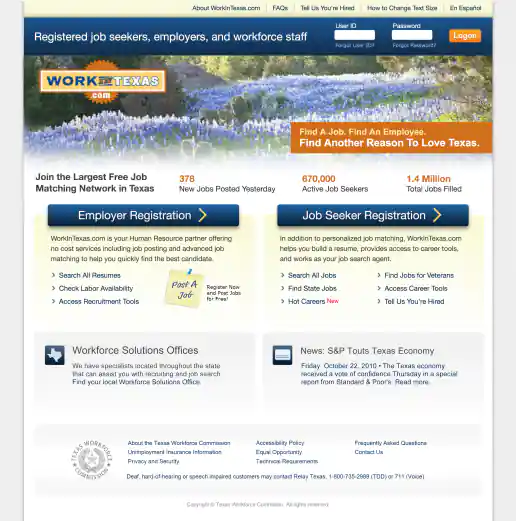 About WorkInTexas.com FAQs Tell Us You're Hired How to Change Text Size En Español
Registered job seekers, employers, and workforce staff
User ID Password
Logon
Forgot User ID? Forgot Password?
WORK IN TEXAS
.com
Find A Job. Find An Employee.
Find Another Reason To Love Texas.
Join the Largest Free Job
Matching Network in Texas
378
New Jobs Posted Yesterday
670,000
Active Job Seekers
1.4 Million
Total Jobs Filled
Employer Registration
WorkInTexas.com is your Human Resource partner offering
no cost services including job posting and advanced job
matching to help you quickly find the best candidate.
Search All Resumes
Check Labor Availability
Access Recruitment Tools
Post A
Job
Register Now
and Post Jobs
for Free!
Job Seeker Registration
In addition to personalized job matching, WorkInTexas.com
helps you build a resume, provides access to career tools,
and works as your job search agent.
Search All Jobs
Find State Jobs
Hot Careers New
Find Jobs for Veterans
Access Career Tools
Tell Us You're Hired
Workforce Solutions Offices
We have specialists located throughout the state
that can assist you with recruiting and job search
Find your local Workforce Solutions Office.
News: S&P Touts Texas Economy
Friday October 22, 2010 • The Texas economy
received a vote of confidence Thursday in a special
report from Standard & Poor's. Read more.
TEXAS WORKFORCE
COMMISSION
About the Texas Workforce Commission
Unemployment Insurance Information
Privacy and Security
Accessibility Policy
Equal Opportunity
Technical Requirements
Frequently Asked Questions
Contact Us
Deaf, hard-of-hearing or speech impaired customers may contact Relay Texas, 1-800-735-2989 (TDD) or 711 (Voice)
Copyright © Texas Workforce Commission All rights reserved